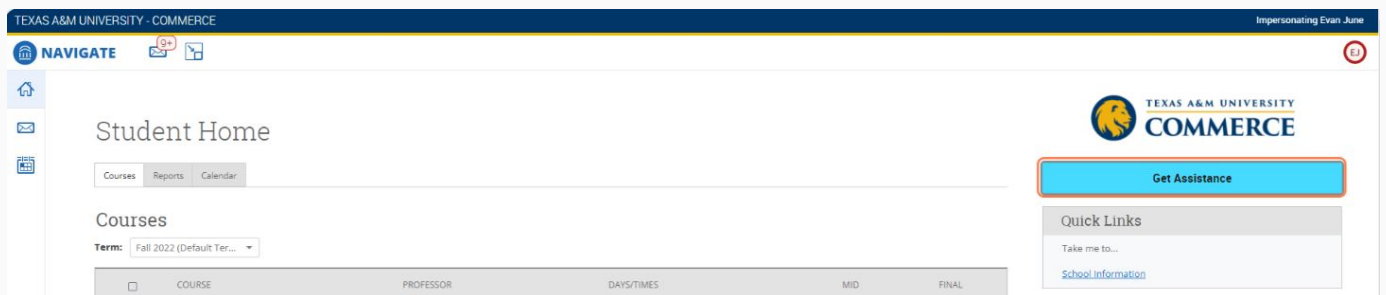 TEXAS A&M UNIVERSITY - COMMERCE
Impersonating Evan June
NAVIGATE
9+
EJ
TEXAS A&M UNIVERSITY
COMMERCE
Student Home
Get Assistance
Courses Reports Calendar
Courses
Quick Links
Term: Fall 2022 (Default Ter...
Take me to...
School Information
COURSE PROFESSOR DAYS/TIMES MID FINAL